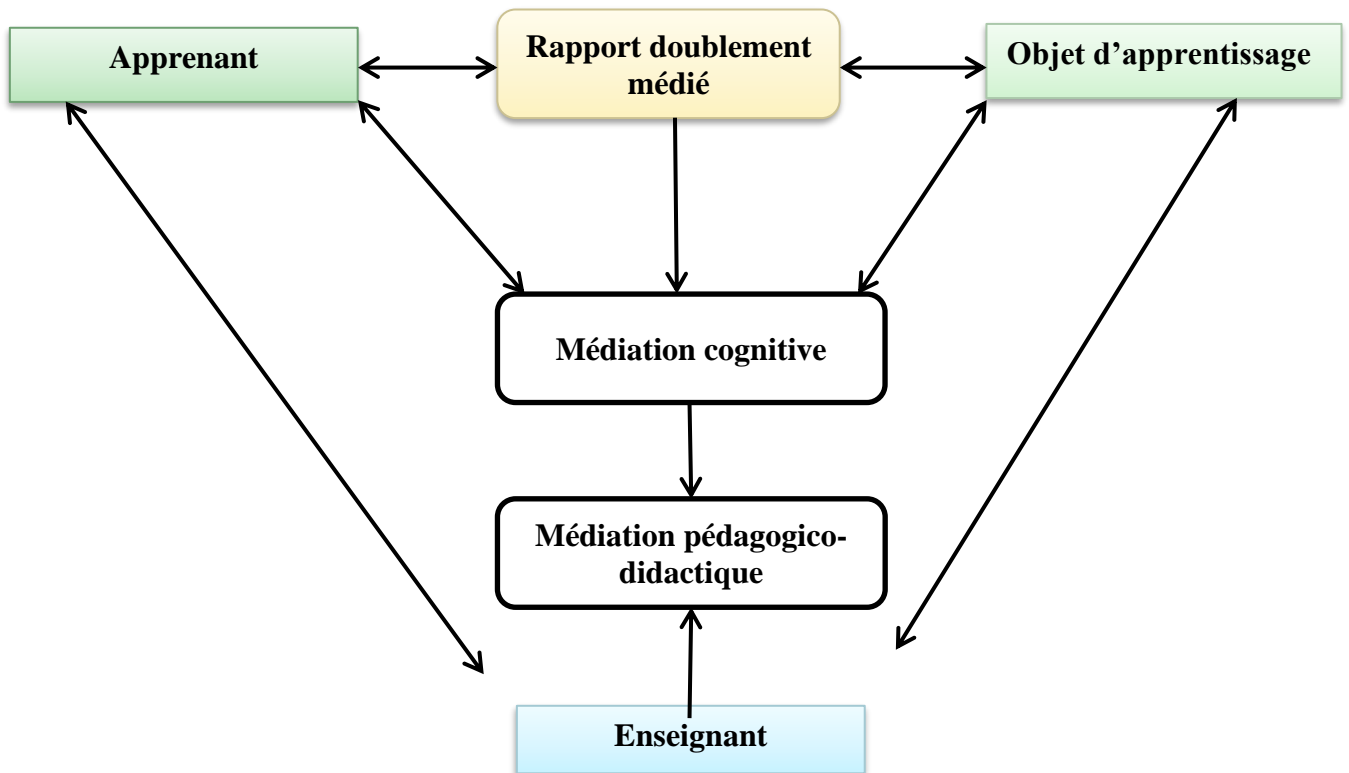 Apprenant
Rapport doublement
médié
Objet d’apprentissage
Médiation cognitive
Médiation pédagogico-
didactique
Enseignant